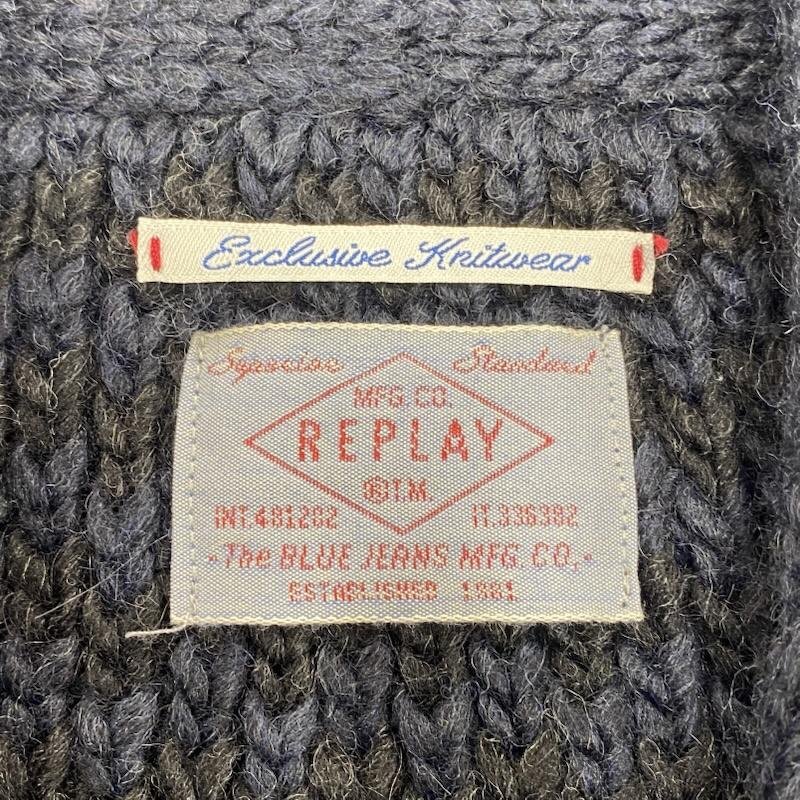 Exclusive Knitwear
Superior Standard
MFG CO.
REPLAY
®T.M.
INT.481202 IT.336382
-The BLUE JEANS MFG. CO,-
ESTABLISHED 1981